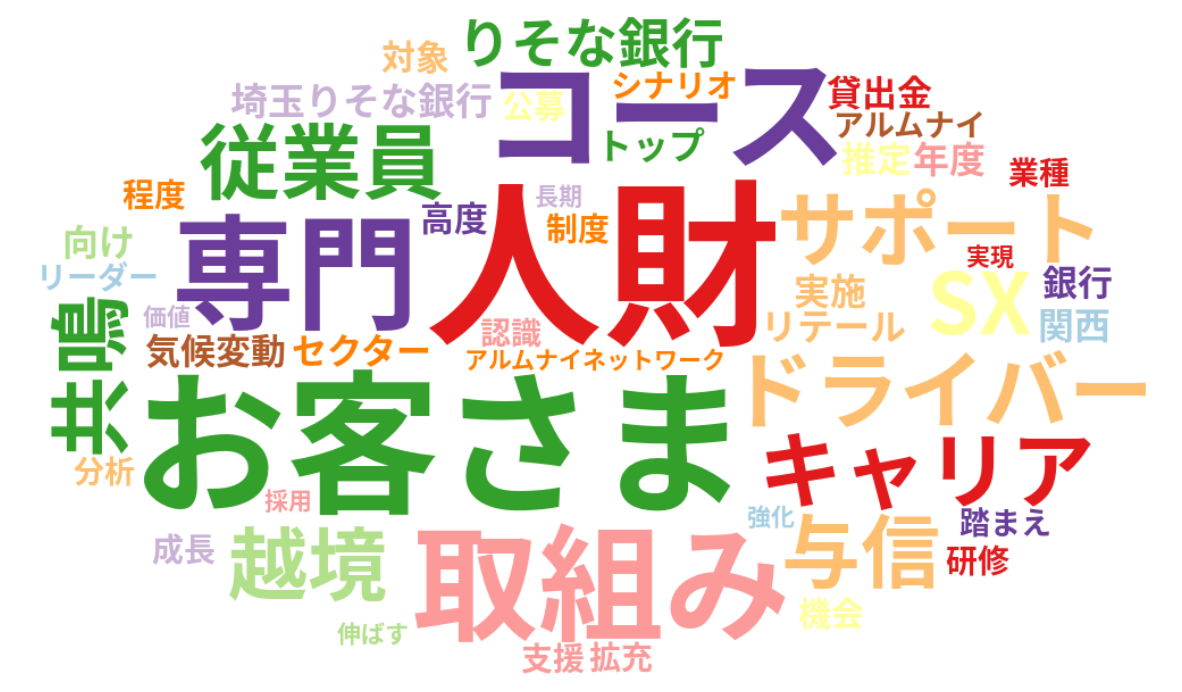 りそな銀行
対象
コース
シナリオ
埼玉りそな銀行
公募
貸出金
アルムナイ
従業員
トップ
推定
年度
業種
程度
長期
人財
高度
制度
サポート
専門
向け
リーダー
実現
SX
銀行
実施
価値
共鳴
認識
リテール
関西
気候変動
セクター
アルムナイネットワーク
ドライバー
お客さま
キャリア
分析
採用
強化
踏まえ
与信
成長
越境
取組み
研修
機会
伸ばす
支援
拡充